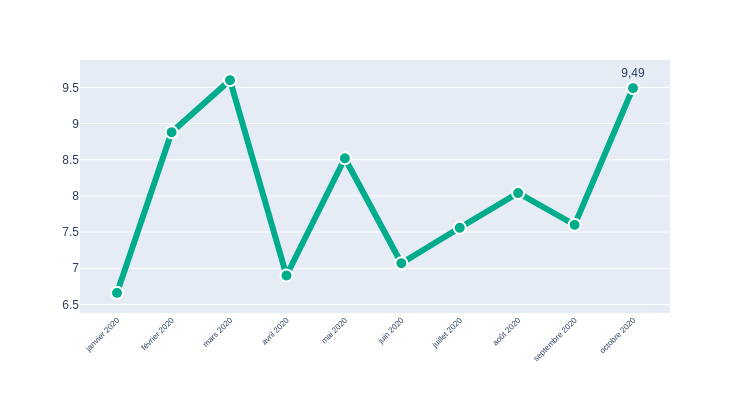 9,49
9.5
9
8.5
8
7.5
7
6.5
janvier 2020
février 2020
mars 2020
avril 2020
mai 2020
juin 2020
juillet 2020
août 2020
septembre 2020
octobre 2020